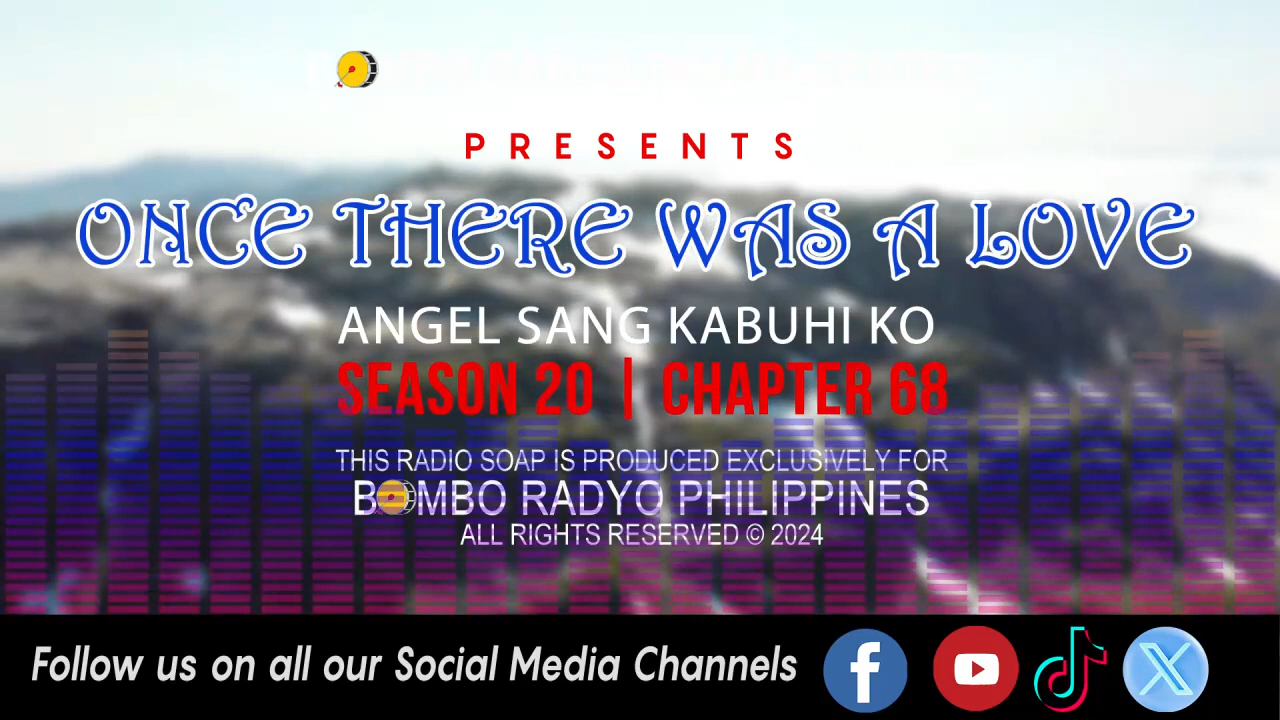 PRESENTS
ONCE THERE WAS A LOVE
ANGEL SANG KABUHI KO
SEASON 20 | CHAPTER 68
THIS RADIO SOAP IS PRODUCED EXCLUSIVELY FOR
BOMBO RADYO PHILIPPINES
ALL RIGHTS RESERVED © 2024
Follow us on all our Social Media Channels